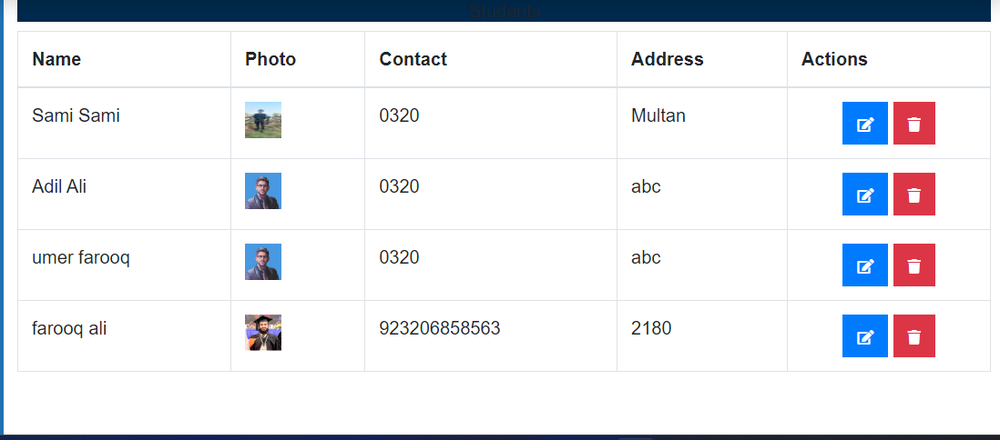 Students
Name Photo Contact Address Actions
Sami Sami 0320 Multan
Adil Ali 0320 abc
umer farooq 0320 abc
farooq ali 923206858563 2180